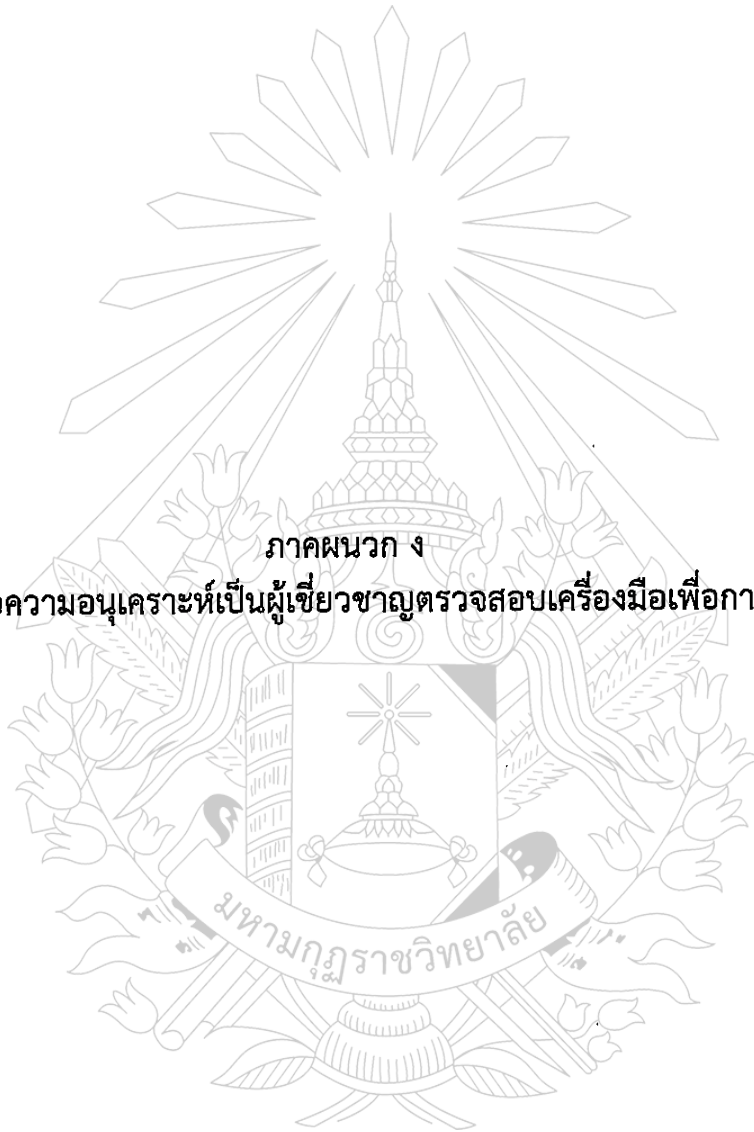 ภาคผนวก ง
ความอนุเคราะห์เป็นผู้เชี่ยวชาญตรวจสอบเครื่องมือเพื่อกา
มหามกุฏราชวิทยาลัย